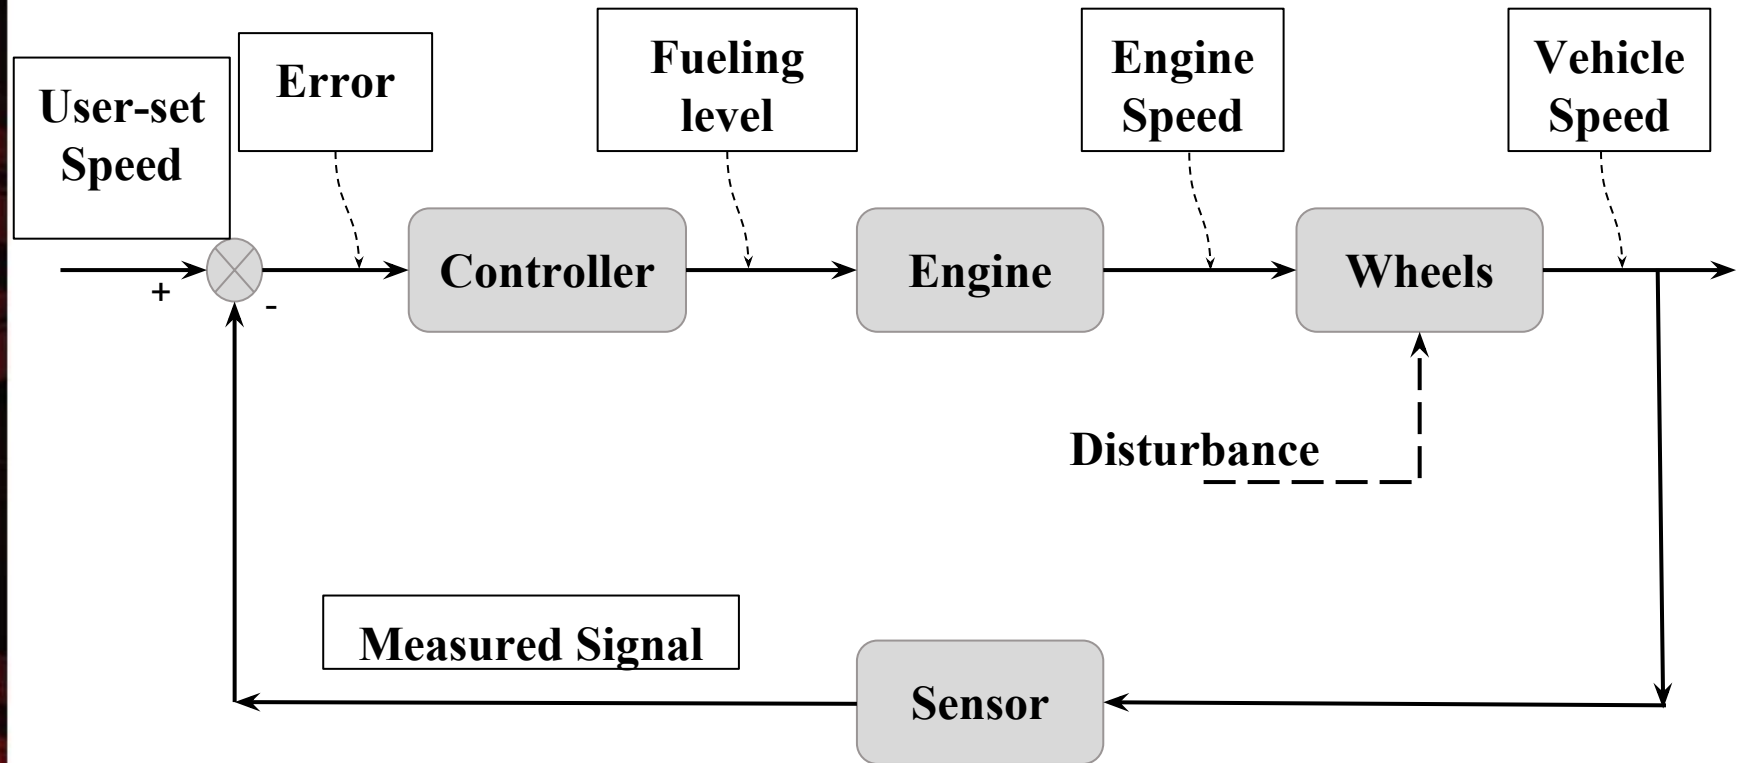 User-set
Speed
Error
Fueling
level
Engine
Speed
Vehicle
Speed
+
-
Controller
Engine
Wheels
Disturbance
Measured Signal
Sensor